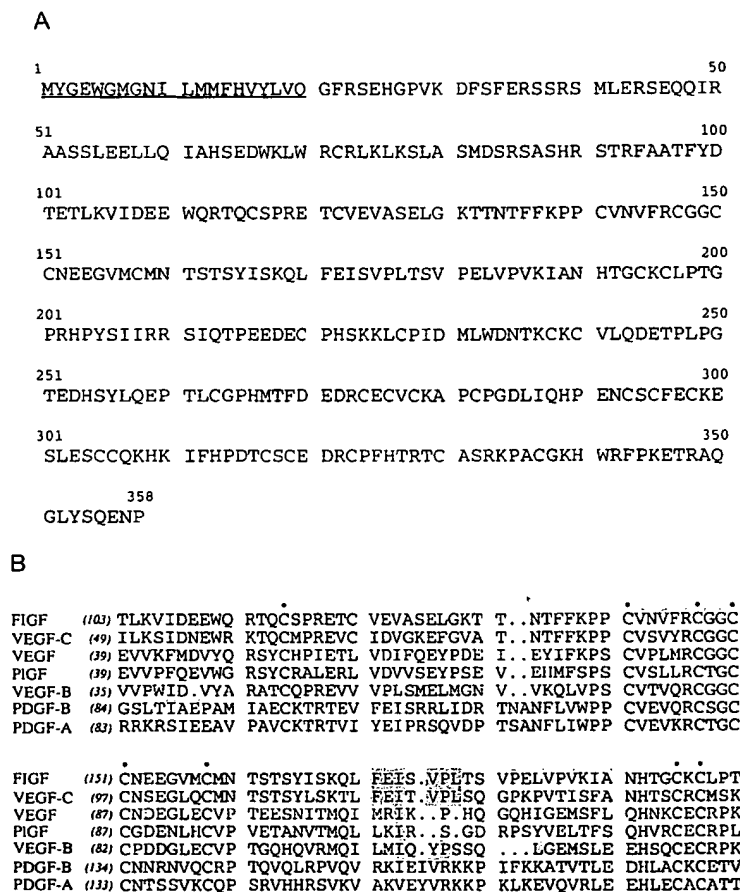 A
1 50
MYGEWGMGNI LMMFHVYLVQ GFRSEHGPVK DFSFERSSRS MLERSEQQIR
51 100
AASSLEELLQ IAHSEDWKLW RCRLKLKSLA SMDSRSASHR STRFAATFYD
101 150
TETLKVIDEE WQRTQCSPRE TCVEVASELG KTTNTFFKPP CVNVFRCGGC
151 200
CNEEGVMCMN TSTSYISKQL FEISVPLTSV PELVPVKIAN HTGCKCLPTG
201 250
PRHPYSIIRR SIQTPEEDEC PHSKKLCPID MLWDNTKCKC VLQDETPLPG
251 300
TEDHSYLQEP TLCGPHMTFD EDRCECVCKA PCPGDLIQHP ENCSCFECKE
301 350
SLESCCQKHK IFHPDTCSCE DRCPFHTRTC ASRKPACGKH WRFPKETRAQ
358
GLYSQENP
B
FIGF (103) TLKVIDEEWQ RTQCSPRETC VEVASELGKT T..NTFFKPP CVNVFRCGGC
VEGF-C (49) ILKSIDNEWR KTQCMPREVC IDVGKEFGVA T..NTFFKPP CVSVYRCGGC
VEGF (39) EVVKFMDVYQ RSYCHPIETL VDIFQEYPDE I..EYIFKPS CVPLMRCGGC
PlGF (39) EVVPFQEVWG RSYCRALERL VDVVSEYPSE V..EHMFSPS CVSLLRCTGC
VEGF-B (35) VVPWID.VYA RATCQPREVV VPLSMELMGN V..VKQLVPS CVTVQRCGGC
PDGF-B (84) GSLTIAEPAM IAECKTRTEV FEISRRLIDR TNANFLVWPP CVEVQRCSGC
PDGF-A (83) RRKRSIEEAV PAVCKTRTVI YEIPRSQVDP TSANFLIWPP CVEVKRCTGC
FIGF (151) CNEEGVMCMN TSTSYISKQL FEIS.VPLTS VPELVPVKIA NHTGCKCLPT
VEGF-C (97) CNSEGLQCMN TSTSYLSKTL FEIT.VPLSQ GPKPVTISFA NHTSCRCMSK
VEGF (87) CNDEGLECVP TEESNITMQI MRIK..P.HQ GQHIGEMSFL QHNKCECRPK
PlGF (87) CGDENLHCVP VETANVTMQL LKIR..S.GD RPSYVELTFS QHVRCECRPL
VEGF-B (82) CPDDGLECVP TGQHQVRMQI LMIQ.YPSSQ ...LGEMSLE EHSQCECRPK
PDGF-B (134) CNNRNVQCRP TQVQLRPVQV RKIEIVRKKP IFKKATVTLE DHLACKCETV
PDGF-A (133) CNTSSVKCQP SRVHHRSVKV AKVEYVRKKP KLKEVQVRLE EHLECACATT